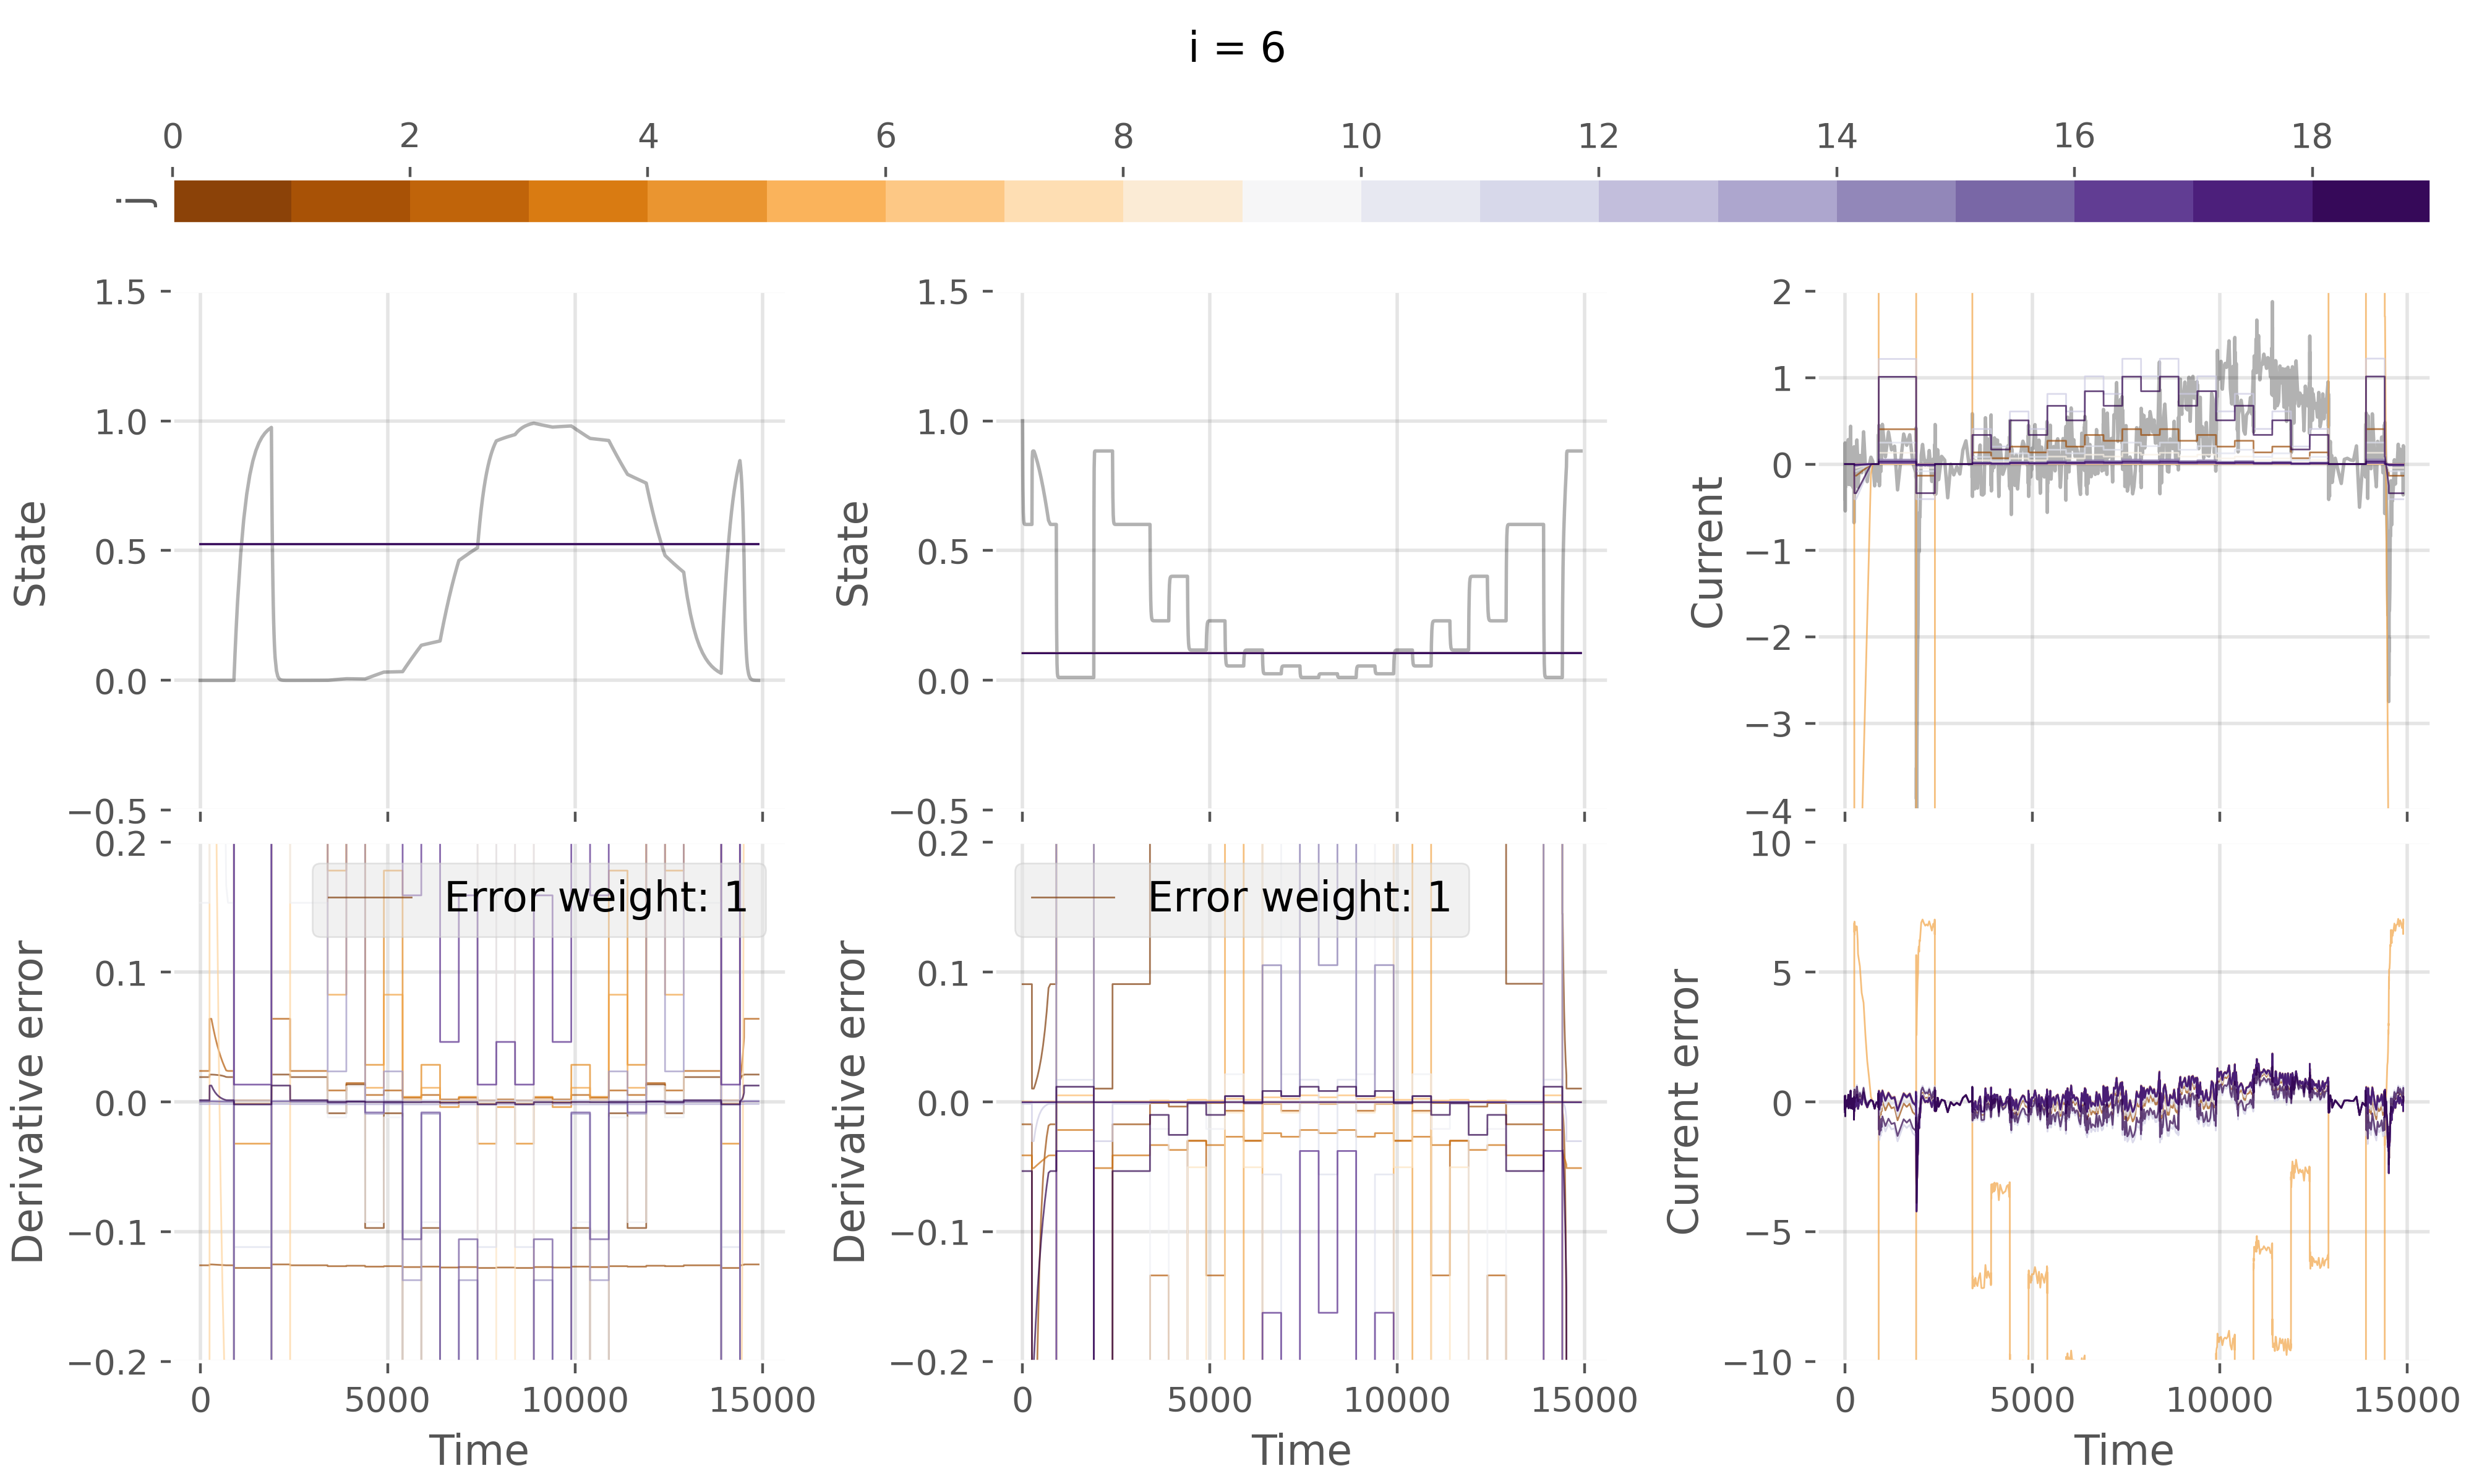 i = 6
0 2 4 6 8 10 12 14 16 18
j
1.5 1.0 0.5 0.0 −0.5
State
1.5 1.0 0.5 0.0 −0.5
State
2 1 0 −1 −2 −3 −4
Current
0.2 0.1 0.0 −0.1 −0.2
Derivative error
Error weight: 1
0 5000 10000 15000
Time
0.2 0.1 0.0 −0.1 −0.2
Derivative error
Error weight: 1
0 5000 10000 15000
Time
10 5 0 −5 −10
Current error
0 5000 10000 15000
Time